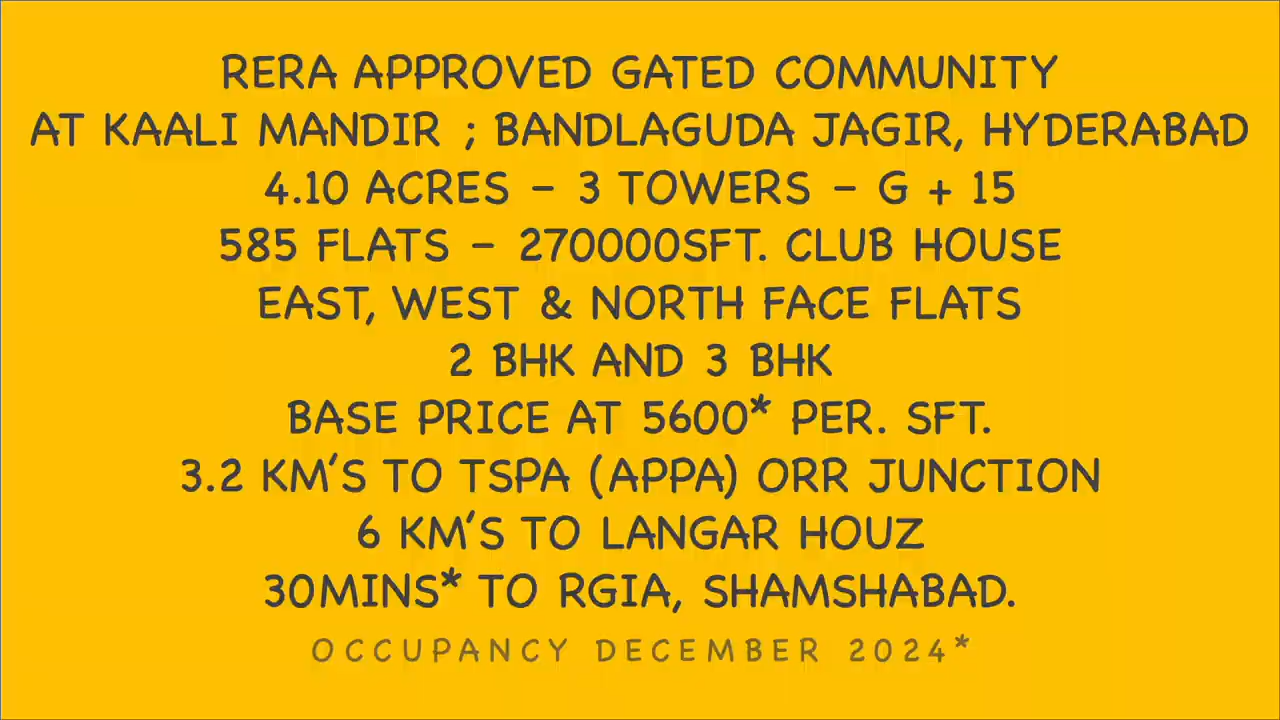 RERA APPROVED GATED COMMUNITY
AT KAALI MANDIR ; BANDLAGUDA JAGIR, HYDERABAD
4.10 ACRES – 3 TOWERS – G + 15
585 FLATS – 270000SFT. CLUB HOUSE
EAST, WEST & NORTH FACE FLATS
2 BHK AND 3 BHK
BASE PRICE AT 5600* PER. SFT.
3.2 KM'S TO TSPA (APPA) ORR JUNCTION
6 KM'S TO LANGAR HOUZ
30MINS* TO RGIA, SHAMSHABAD.
OCCUPANCY DECEMBER 2024*